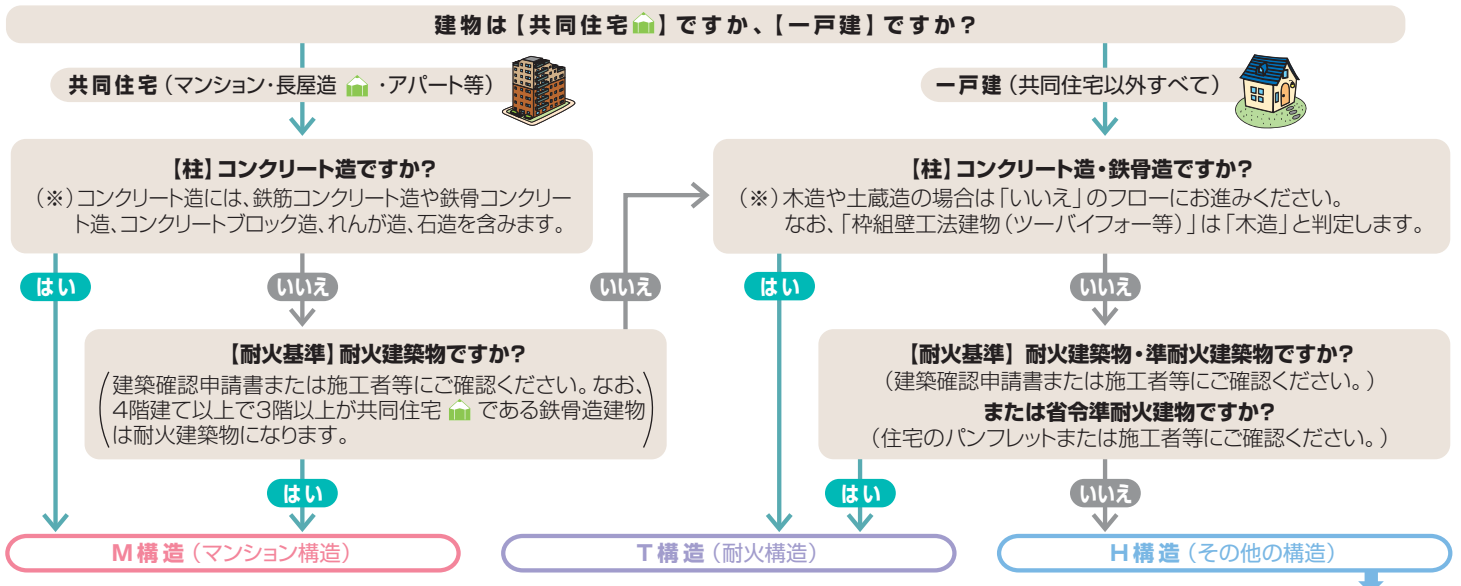 建物は【共同住宅】ですか、【一戸建】ですか?
共同住宅(マンション・長屋造・アパート等)
一戸建(共同住宅以外すべて)
【柱】コンクリート造ですか?
(※)コンクリート造には、鉄筋コンクリート造や鉄骨コンクリー
ト造、コンクリートブロック造、れんが造、石造を含みます。
【柱】コンクリート造・鉄骨造ですか?
(※)木造や土蔵造の場合は「いいえ」のフローにお進みください。
なお、「枠組壁工法建物(ツーバイフォー等)」は「木造」と判定します。
はい
いいえ
いいえ
はい
いいえ
【耐火基準】耐火建築物ですか?
(建築確認申請書または施工者等にご確認ください。なお、
4階建て以上で3階以上が共同住宅である鉄骨造建物
は耐火建築物になります。)
【耐火基準】耐火建築物・準耐火建築物ですか?
(建築確認申請書または施工者等にご確認ください。)
または省令準耐火建物ですか?
(住宅のパンフレットまたは施工者等にご確認ください。)
はい
はい
いいえ
M構造(マンション構造)
T構造(耐火構造)
H構造(その他の構造)